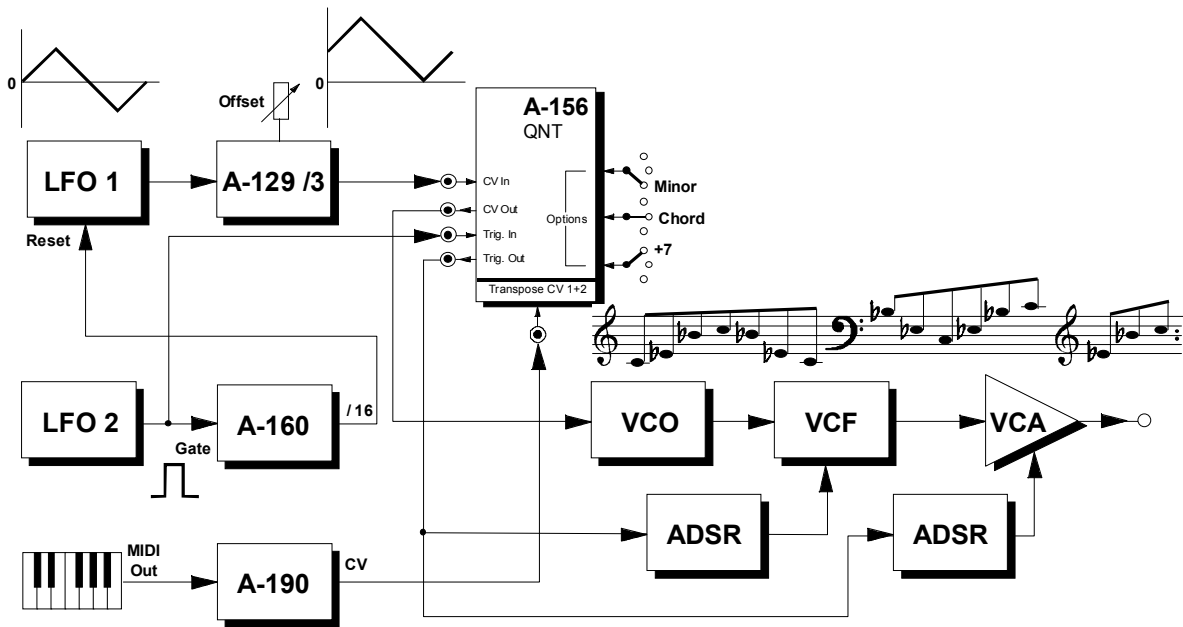 0
0
Offset
LFO 1
A-129 /3
Reset
A-156
QNT
CV In
CV Out
Trig. In
Trig. Out
Options
Minor
Chord
+7
Transpose CV 1+2
LFO 2
Gate
A-160
/ 16
VCO
VCF
VCA
ADSR
ADSR
MIDI
Out
A-190
CV